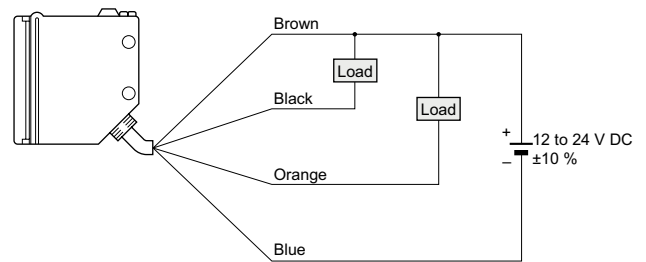 Brown
Load
Black
Load
+
12 to 24 V DC
–
±10 %
Orange
Blue